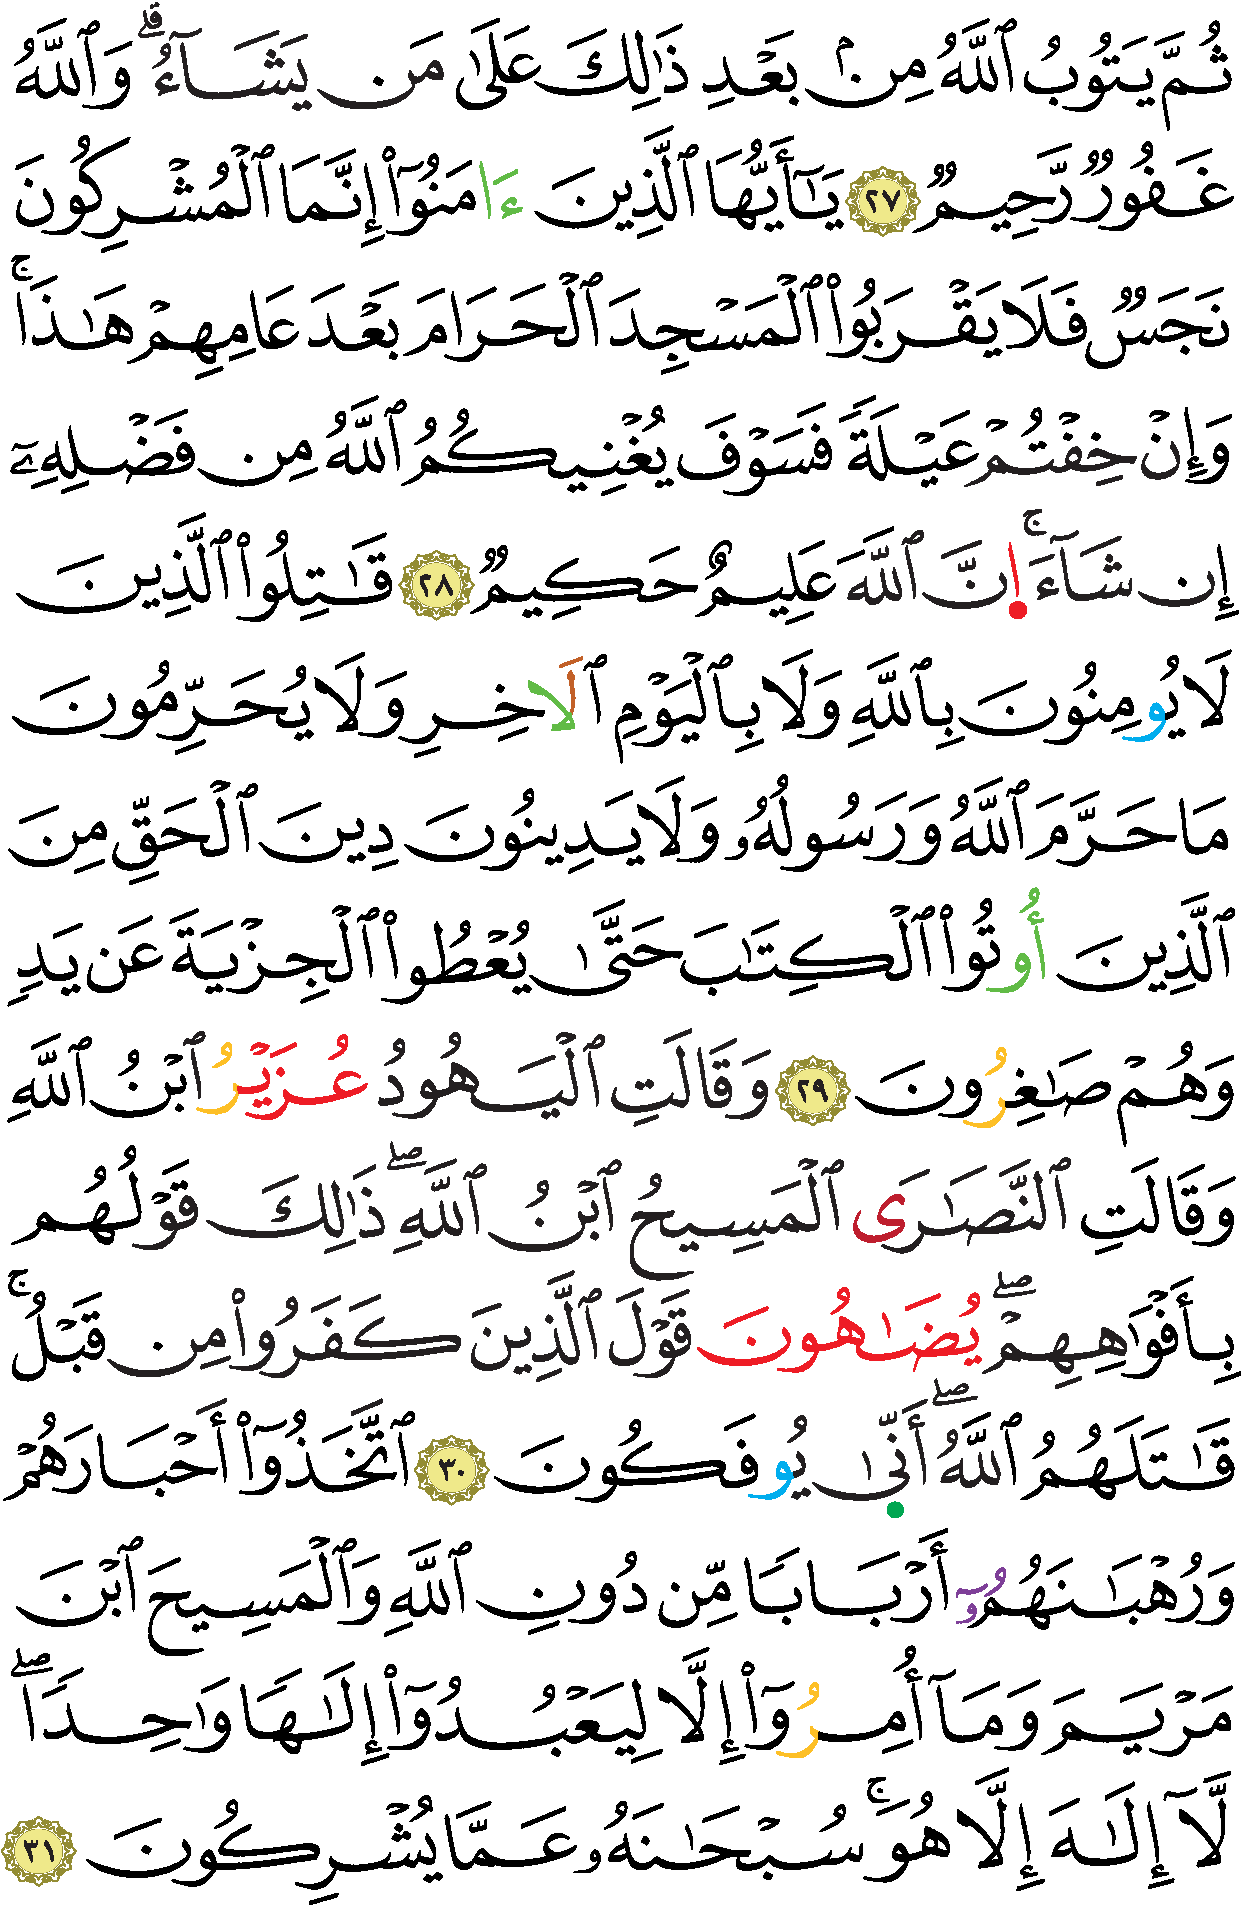 ثُمَّ يَتُوبُ ٱللَّهُ مِنۢ بَعۡدِ ذَٰلِكَ عَلَىٰ مَن يَشَآءُۗ وَٱللَّهُ
غَفُورٞ رَّحِيمٞ ٢٧ يَٰٓأَيُّهَا ٱلَّذِينَ ءَامَنُوٓاْ إِنَّمَا ٱلۡمُشۡرِكُونَ
نَجَسٞ فَلَا يَقۡرَبُواْ ٱلۡمَسۡجِدَ ٱلۡحَرَامَ بَعۡدَ عَامِهِمۡ هَٰذَاۚ
وَإِنۡ خِفۡتُمۡ عَيۡلَةٗ فَسَوۡفَ يُغۡنِيكُمُ ٱللَّهُ مِن فَضۡلِهِۦٓ
إِن شَآءَۚ ا۪نَّ ٱللَّهَ عَلِيمٌ حَكِيمٞ ٢٨ قَٰتِلُواْ ٱلَّذِينَ
لَا يُومِنُونَ بِٱللَّهِ وَلَا بِٱلۡيَوۡمِ ٱلَاخِرِ وَلَا يُحَرِّمُونَ
مَا حَرَّمَ ٱللَّهُ وَرَسُولُهُۥ وَلَا يَدِينُونَ دِينَ ٱلۡحَقِّ مِنَ
ٱلَّذِينَ أُوتُواْ ٱلۡكِتَٰبَ حَتَّىٰ يُعۡطُواْ ٱلۡجِزۡيَةَ عَن يَدٖ
وَهُمۡ صَٰغِرُونَ ٢٩ وَقَالَتِ ٱلۡيَهُودُ عُزَيۡرُ ٱبۡنُ ٱللَّهِ
وَقَالَتِ ٱلنَّصَٰرَى ٱلۡمَسِيحُ ٱبۡنُ ٱللَّهِۖ ذَٰلِكَ قَوۡلُهُم
بِأَفۡوَٰهِهِمۡۖ يُضَٰهُونَ قَوۡلَ ٱلَّذِينَ كَفَرُواْ مِن قَبۡلُۚ
قَٰتَلَهُمُ ٱللَّهُۖ أَنّ۪ىٰ يُوفَكُونَ ٣٠ ٱتَّخَذُوٓاْ أَحۡبَارَهُمۡ
وَرُهۡبَٰنَهُمُۥٓ أَرۡبَابٗا مِّن دُونِ ٱللَّهِ وَٱلۡمَسِيحَ ٱبۡنَ
مَرۡيَمَ وَمَآ أُمِرُوٓاْ إِلَّا لِيَعۡبُدُوٓاْ إِلَٰهٗا وَٰحِدٗاۖ
لَّآ إِلَٰهَ إِلَّا هُوَۚ سُبۡحَٰنَهُۥ عَمَّا يُشۡرِكُونَ ٣١